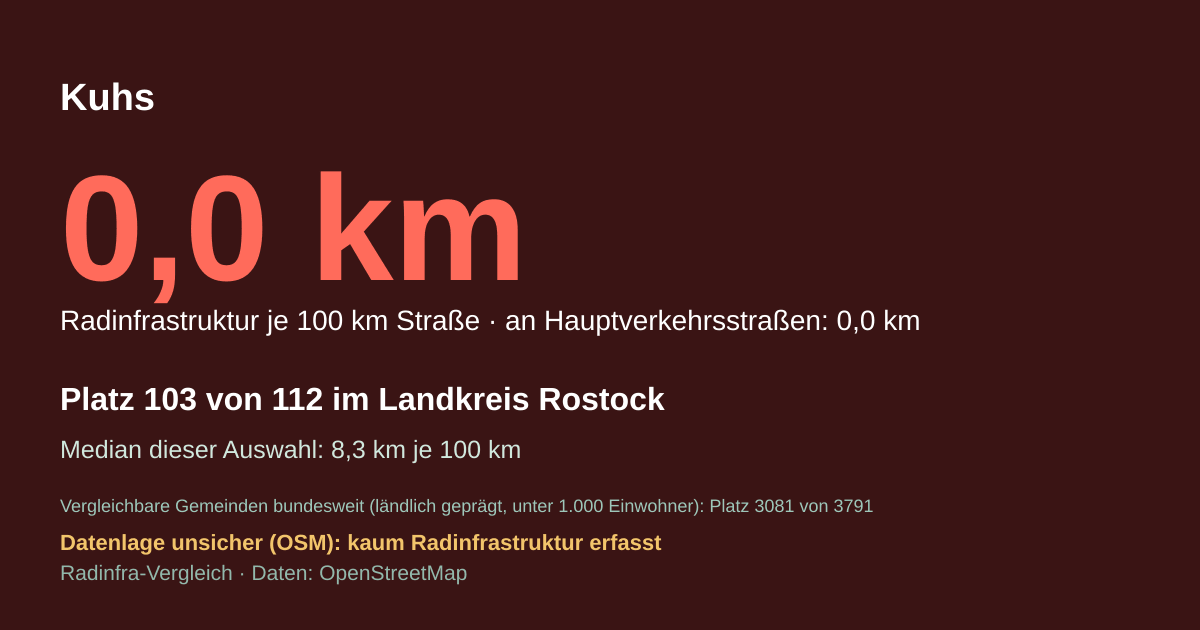 Kuhs
0,0 km
Radinfrastruktur je 100 km Straße · an Hauptverkehrsstraßen: 0,0 km
Platz 103 von 112 im Landkreis Rostock
Median dieser Auswahl: 8,3 km je 100 km
Vergleichbare Gemeinden bundesweit (ländlich geprägt, unter 1.000 Einwohner): Platz 3081 von 3791
Datenlage unsicher (OSM): kaum Radinfrastruktur erfasst
Radinfra-Vergleich · Daten: OpenStreetMap